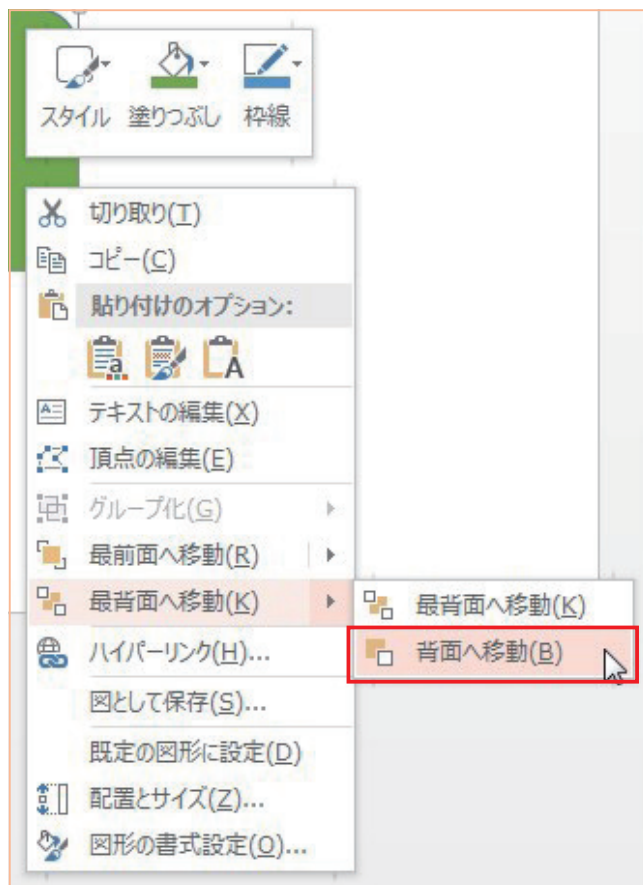 スタイル 塗りつぶし 枠線
切り取り(T)
コピー(C)
貼り付けのオプション:
テキストの編集(X)
頂点の編集(E)
グループ化(G)
最前面へ移動(R)
最背面へ移動(K)
最背面へ移動(K)
背面へ移動(B)
ハイパーリンク(H)...
図として保存(S)...
既定の図形に設定(D)
配置とサイズ(Z)...
図形の書式設定(O)...